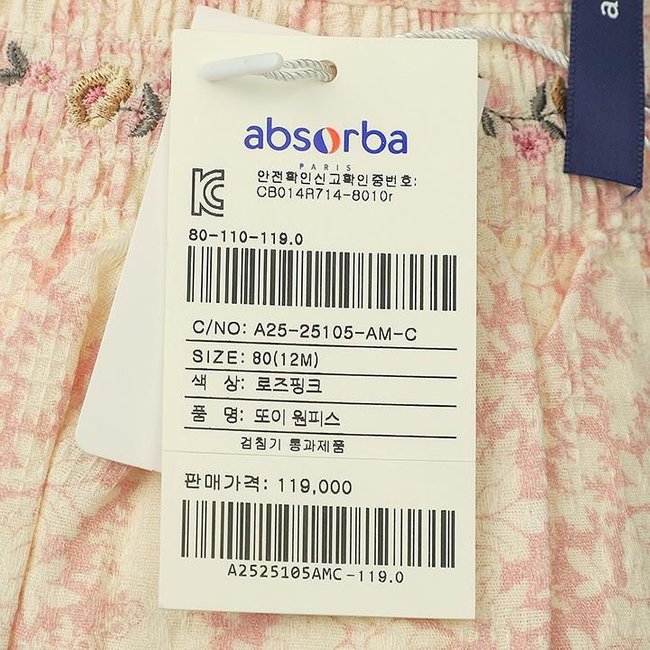 a
absorba
PARIS
안전확인신고확인증번호:
CB014R714-8010r
80-110-119.0
C/NO: A25-25105-AM-C
SIZE: 80(12M)
색 상: 로즈핑크
품 명: 또이 원피스
검침기 통과제품
판매가격: 119,000
A2525105AMC-119.0